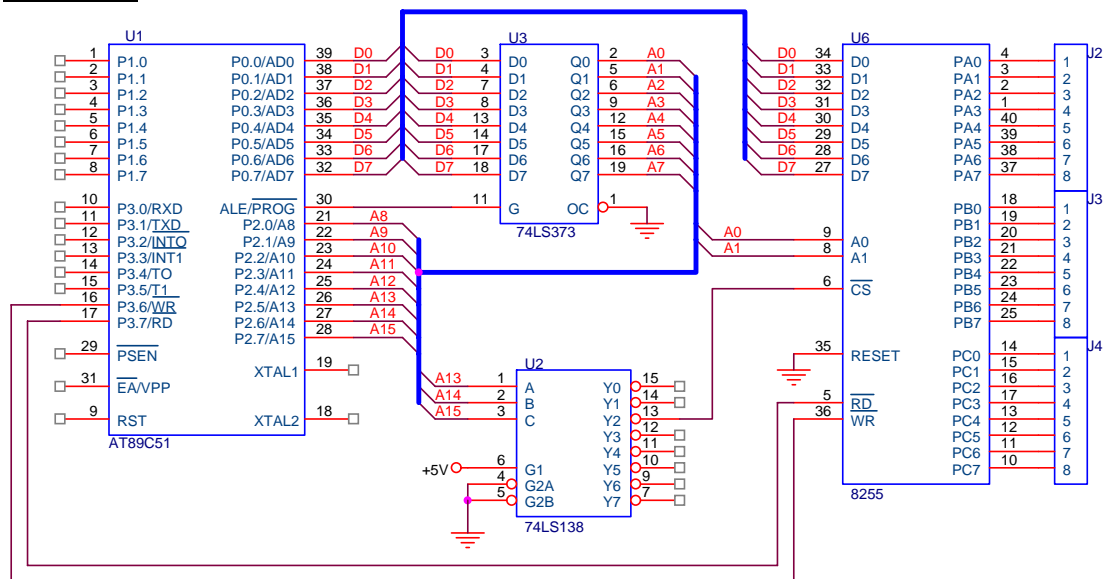 U1
1 P1.0 P0.0/AD0 39 D0
2 P1.1 P0.1/AD1 38 D1
3 P1.2 P0.2/AD2 37 D2
4 P1.3 P0.3/AD3 36 D3
5 P1.4 P0.4/AD4 35 D4
6 P1.5 P0.5/AD5 34 D5
7 P1.6 P0.6/AD6 33 D6
8 P1.7 P0.7/AD7 32 D7
10 P3.0/RXD ALE/PROG 30
11 P3.1/TXD P2.0/A8 21 A8
12 P3.2/INTO P2.1/A9 22 A9
13 P3.3/INT1 P2.2/A10 23 A10
14 P3.4/TO P2.3/A11 24 A11
15 P3.5/T1 P2.4/A12 25 A12
16 P3.6/WR P2.5/A13 26 A13
17 P3.7/RD P2.6/A14 27 A14
P2.7/A15 28 A15
29 PSEN
XTAL1 19
31 EA/VPP
9 RST XTAL2 18
AT89C51
U3
D0 3 D0 Q0 2 A0
D1 4 D1 Q1 5 A1
D2 7 D2 Q2 6 A2
D3 8 D3 Q3 9 A3
D4 13 D4 Q4 12 A4
D5 14 D5 Q5 15 A5
D6 17 D6 Q6 16 A6
D7 18 D7 Q7 19 A7
11 G OC 1
74LS373
U2
A13 1 A Y0 15
A14 2 B Y1 14
A15 3 C Y2 13
Y3 12
Y4 11
+5V 6 G1 Y5 10
4 G2A Y6 9
5 G2B Y7 7
74LS138
U6
D0 34 D0 PA0 4
D1 33 D1 PA1 3
D2 32 D2 PA2 2
D3 31 D3 PA3 1
D4 30 D4 PA4 40
D5 29 D5 PA5 39
D6 28 D6 PA6 38
D7 27 D7 PA7 37
PB0 18
PB1 19
A0 9 A0 PB2 20
A1 8 A1 PB3 21
PB4 22
6 CS PB5 23
PB6 24
PB7 25
35 RESET PC0 14
PC1 15
PC2 16
5 RD PC3 17
36 WR PC4 13
PC5 12
PC6 11
PC7 10
8255
J2
1
2
3
4
5
6
7
8
J3
1
2
3
4
5
6
7
8
J4
1
2
3
4
5
6
7
8